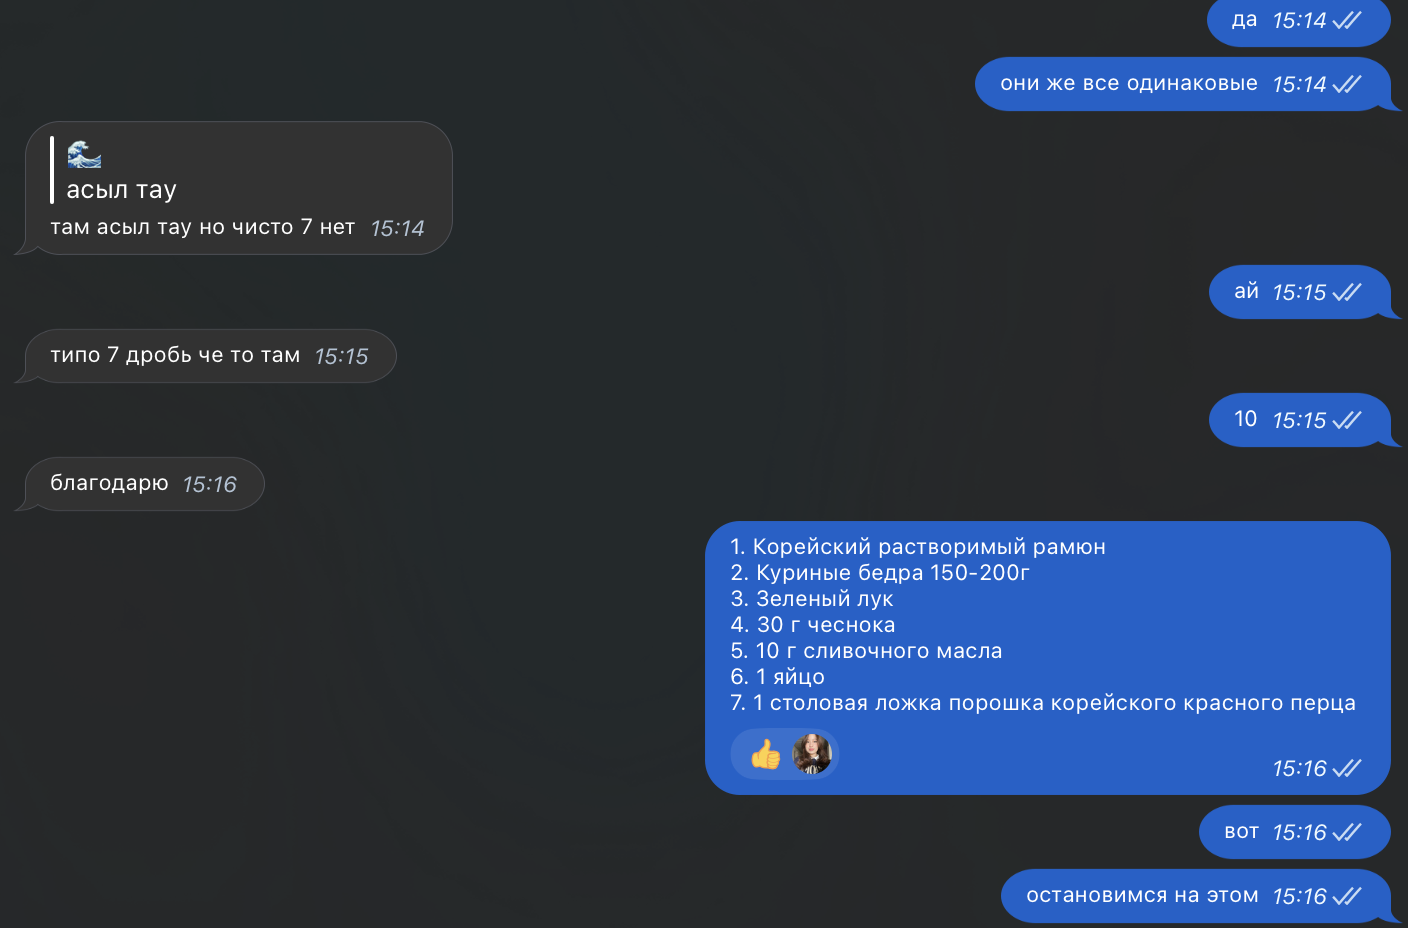 да 15:14
они же все одинаковые 15:14
🌊
асыл тау
там асыл тау но чисто 7 нет 15:14
ай 15:15
типо 7 дробь че то там 15:15
10 15:15
благодарю 15:16
1. Корейский растворимый рамюн
2. Куриные бедра 150-200г
3. Зеленый лук
4. 30 г чеснока
5. 10 г сливочного масла
6. 1 яйцо
7. 1 столовая ложка порошка корейского красного перца
👍
15:16
вот 15:16
остановимся на этом 15:16